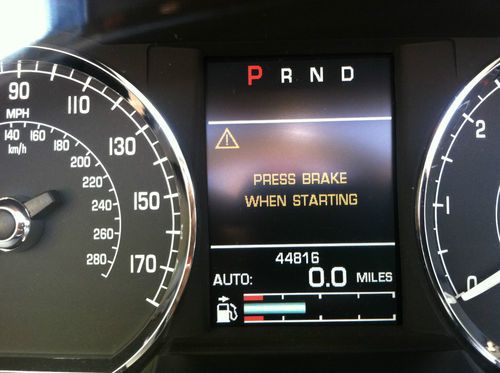 P R N D
PRESS BRAKE
WHEN STARTING
44816
AUTO: 0.0 MILES
90
MPH
110
130
150
170
140
km/h
160
180
200
220
240
260
280
2
1
0